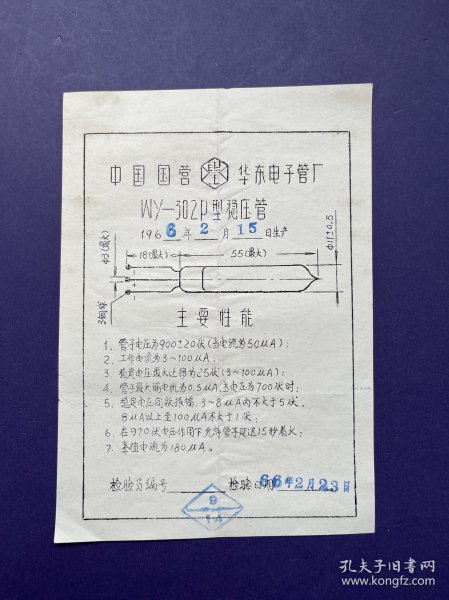 中国国营 华东电子管厂
WY-302P型稳压管
1966年2月15日生产
18(最大) 55(最大)
φ11±0.5
φ3(最大)
主要性能
1. 管子电压为900±20伏(当电流为50μA);
2. 工作电流为3~100μA;
3. 稳定电压最大迁移为25伏(3~100μA);
4. 管子最大漏电流为0.5μA,当电压为700伏时;
5. 稳定电压间跃振幅,3~8μA内不大于5伏,
8μA以上至100μA不大于1伏;
6. 在970伏电压作用下允许管子延迟15秒着火;
7. 基值电流为180μA。
检验员编号 检验日期66年2月23日
9
14
孔夫子旧书网
www.kongfz.com